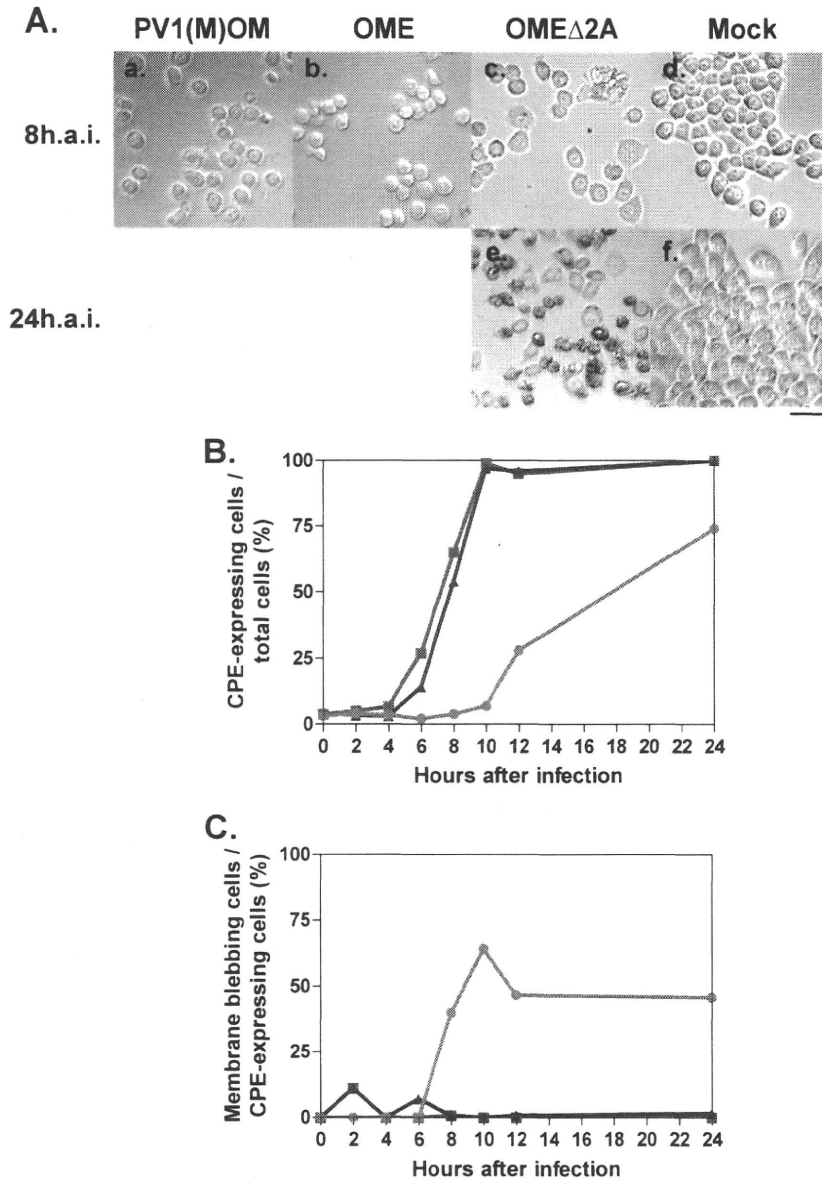 A.
PV1(M)OM OME OMEΔ2A Mock
8h.a.i.
a. b. c. d.
24h.a.i.
e. f.
B.
CPE-expressing cells /
total cells (%)
100
75
50
25
0
0 2 4 6 8 10 12 14 16 18 20 22 24
Hours after infection
C.
Membrane blebbing cells /
CPE-expressing cells (%)
100
75
50
25
0
0 2 4 6 8 10 12 14 16 18 20 22 24
Hours after infection